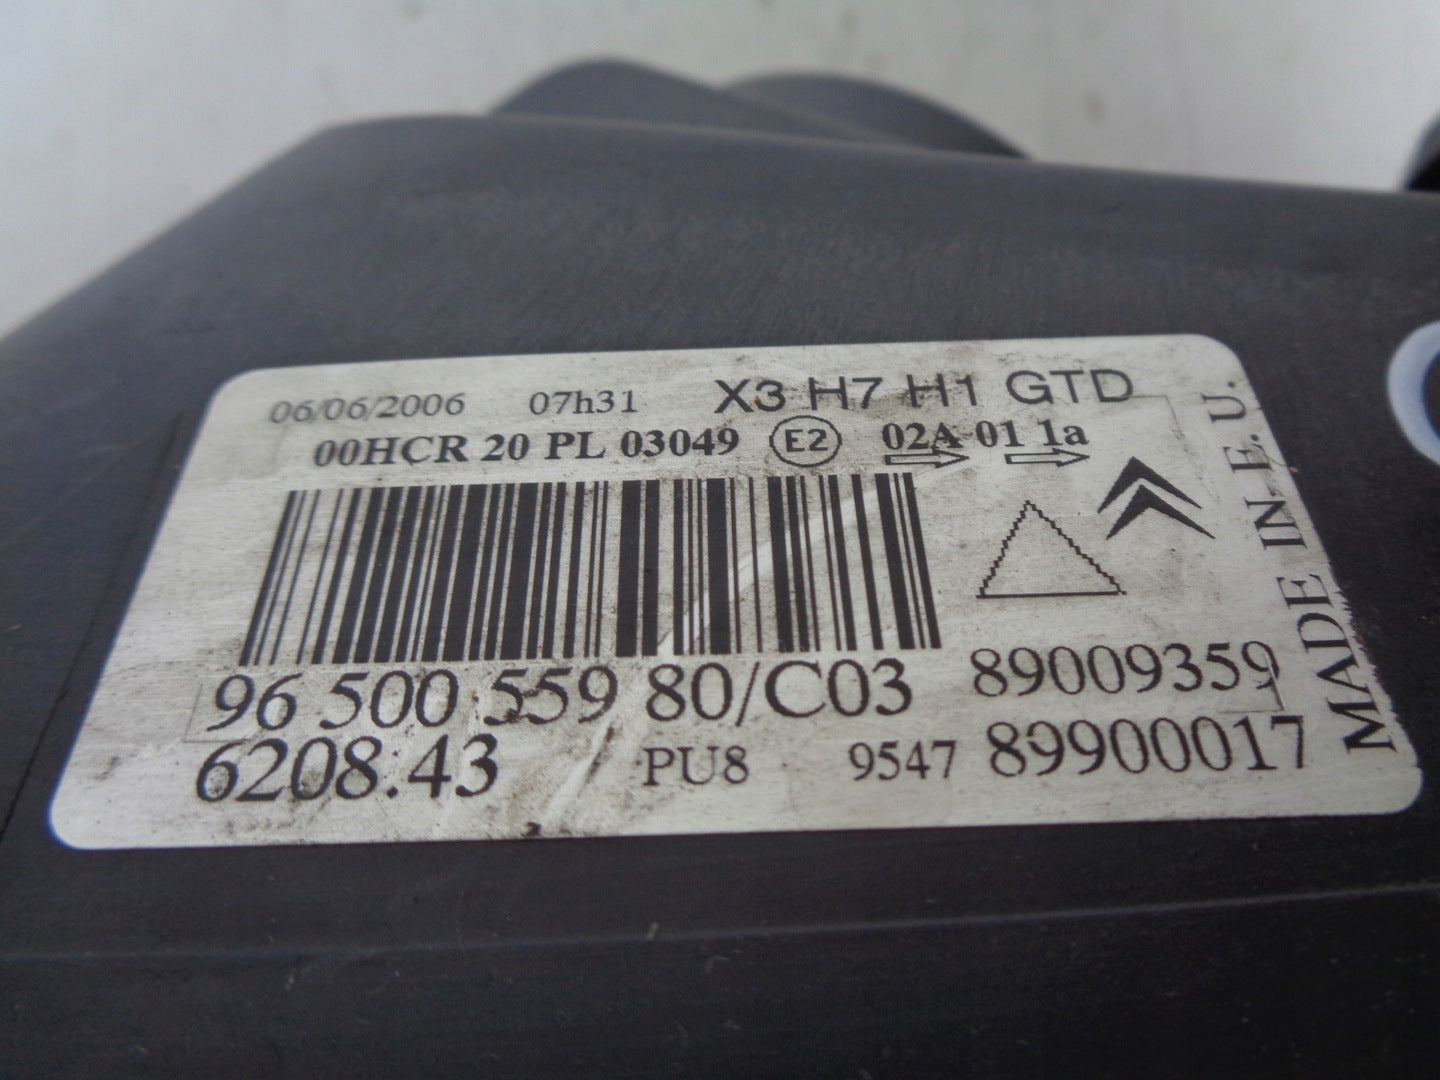 06/06/2006 07h31 X3 H7 H1 GTD
00HCR 20 PL 03049 E2 02A 01 1a
96 500 559 80/C03 89009359
6208.43 PU8 9547 89900017
MADE IN E.U.